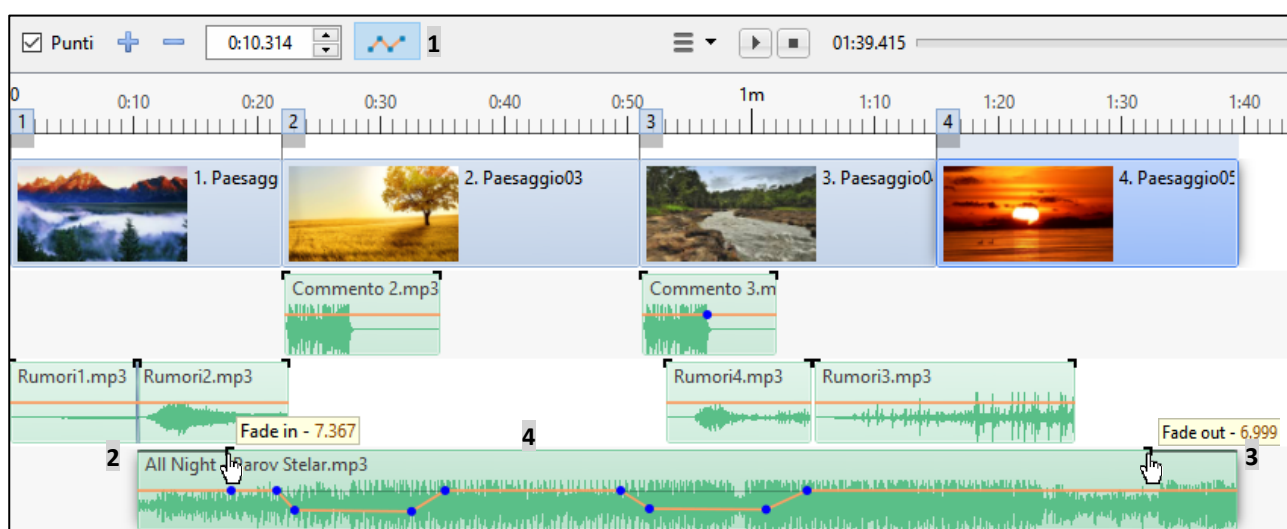 Punti 0:10.314 1 01:39.415
0 0:10 0:20 0:30 0:40 0:50 1m 1:10 1:20 1:30 1:40
1 2 3 4
1. Paesagg 2. Paesaggio03 3. Paesaggio04 4. Paesaggio05
Commento 2.mp3 Commento 3.m
Rumori1.mp3 Rumori2.mp3 Rumori4.mp3 Rumori3.mp3
Fade in - 7.367 4 Fade out - 6.999
2 3
All Night - Parov Stelar.mp3